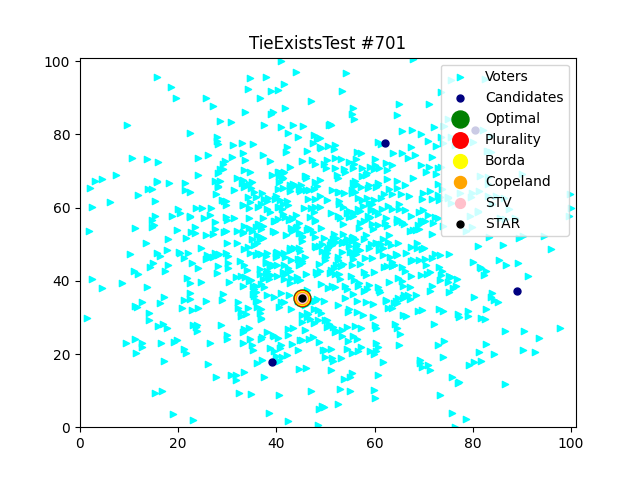 TieExistsTest #701
100
80
60
40
20
0
0 20 40 60 80 100
Voters
Candidates
Optimal
Plurality
Borda
Copeland
STV
STAR